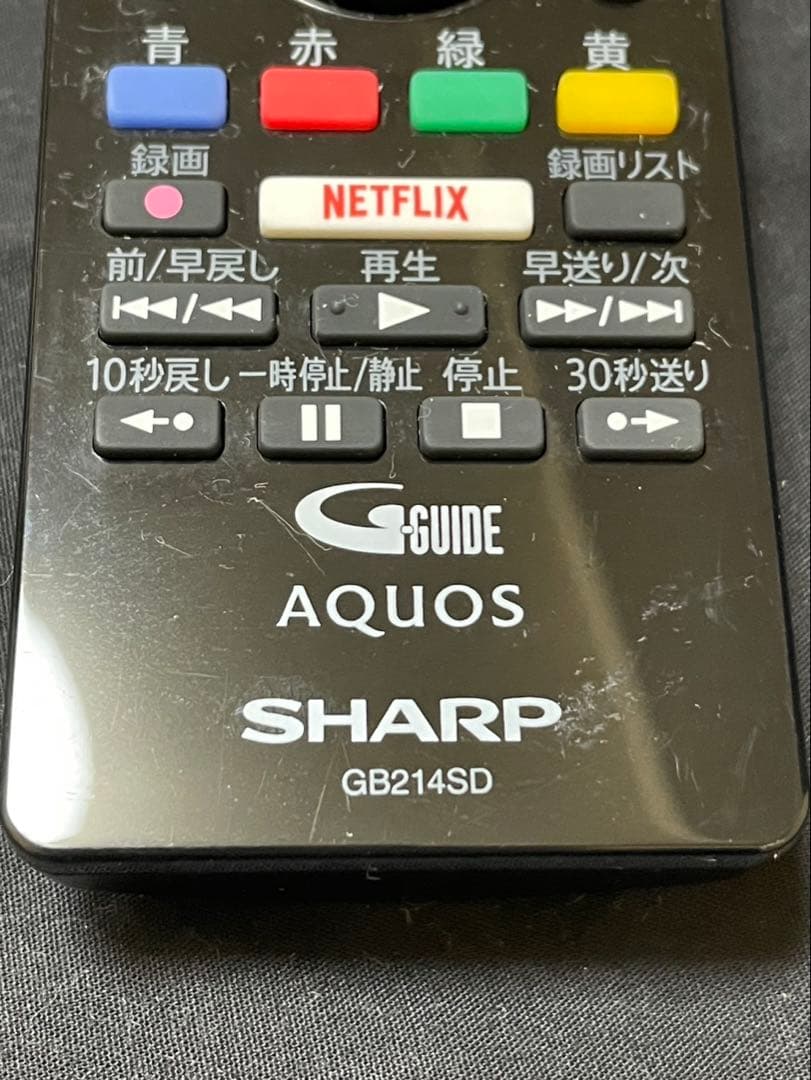 青 赤 緑 黄
録画 NETFLIX 録画リスト
前/早戻し 再生 早送り/次
10秒戻し 一時停止/静止 停止 30秒送り
G-GUIDE
AQUOS
SHARP
GB214SD